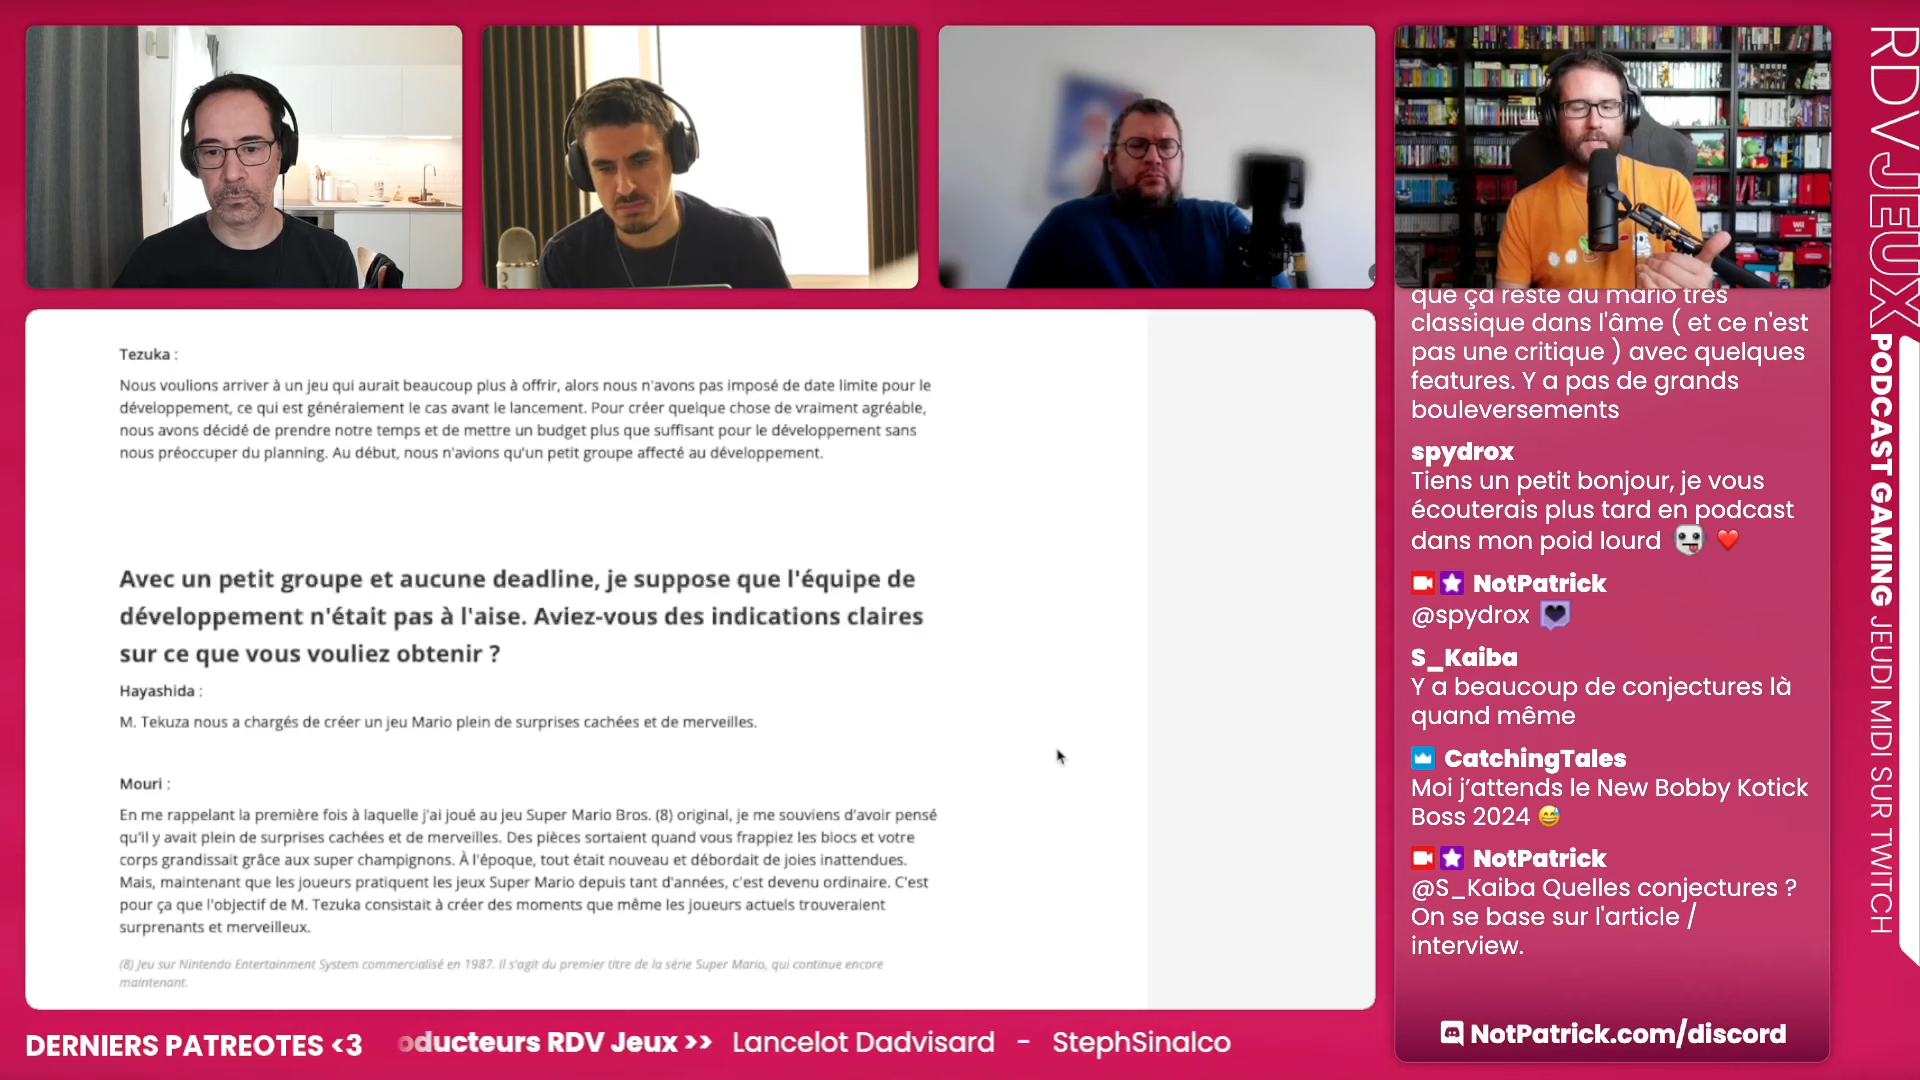 Tezuka :
Nous voulions arriver à un jeu qui aurait beaucoup plus à offrir, alors nous n'avons pas imposé de date limite pour le
développement, ce qui est généralement le cas avant le lancement. Pour créer quelque chose de vraiment agréable,
nous avons décidé de prendre notre temps et de mettre un budget plus que suffisant pour le développement sans
nous préoccuper du planning. Au début, nous n'avions qu'un petit groupe affecté au développement.
Avec un petit groupe et aucune deadline, je suppose que l'équipe de
développement n'était pas à l'aise. Aviez-vous des indications claires
sur ce que vous vouliez obtenir ?
Hayashida :
M. Tekuza nous a chargés de créer un jeu Mario plein de surprises cachées et de merveilles.
Mouri :
En me rappelant la première fois à laquelle j'ai joué au jeu Super Mario Bros. (8) original, je me souviens d'avoir pensé
qu'il y avait plein de surprises cachées et de merveilles. Des pièces sortaient quand vous frappiez les blocs et votre
corps grandissait grâce aux super champignons. À l'époque, tout était nouveau et débordait de joies inattendues.
Mais, maintenant que les joueurs pratiquent les jeux Super Mario depuis tant d'années, c'est devenu ordinaire. C'est
pour ça que l'objectif de M. Tezuka consistait à créer des moments que même les joueurs actuels trouveraient
surprenants et merveilleux.
(8) Jeu sur Nintendo Entertainment System commercialisé en 1987. Il s'agit du premier titre de la série Super Mario, qui continue encore
maintenant.
que ça reste du mario très
classique dans l'âme ( et ce n'est
pas une critique ) avec quelques
features. Y a pas de grands
bouleversements
spydrox
Tiens un petit bonjour, je vous
écouterais plus tard en podcast
dans mon poid lourd
NotPatrick
@spydrox
S_Kaiba
Y a beaucoup de conjectures là
quand même
CatchingTales
Moi j'attends le New Bobby Kotick
Boss 2024
NotPatrick
@S_Kaiba Quelles conjectures ?
On se base sur l'article /
interview.
NotPatrick.com/discord
RDV JEUX PODCAST GAMING JEUDI MIDI SUR TWITCH
DERNIERS PATREOTES <3
oducteurs RDV Jeux >> Lancelot Dadvisard - StephSinalco
Wii